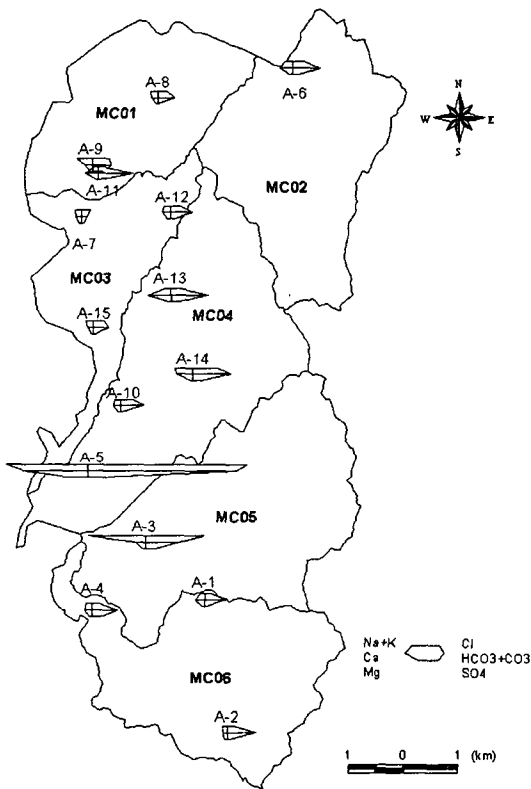 A-8
A-6
MC01
N
W E
S
A-9
A-11
MC02
A-12
A-7
MC03
A-13
MC04
A-15
A-14
A-10
A-5
MC05
A-3
A-4
A-1
Na+K Cl
Ca HCO3+CO3
Mg SO4
MC06
A-2
1 0 1 (km)